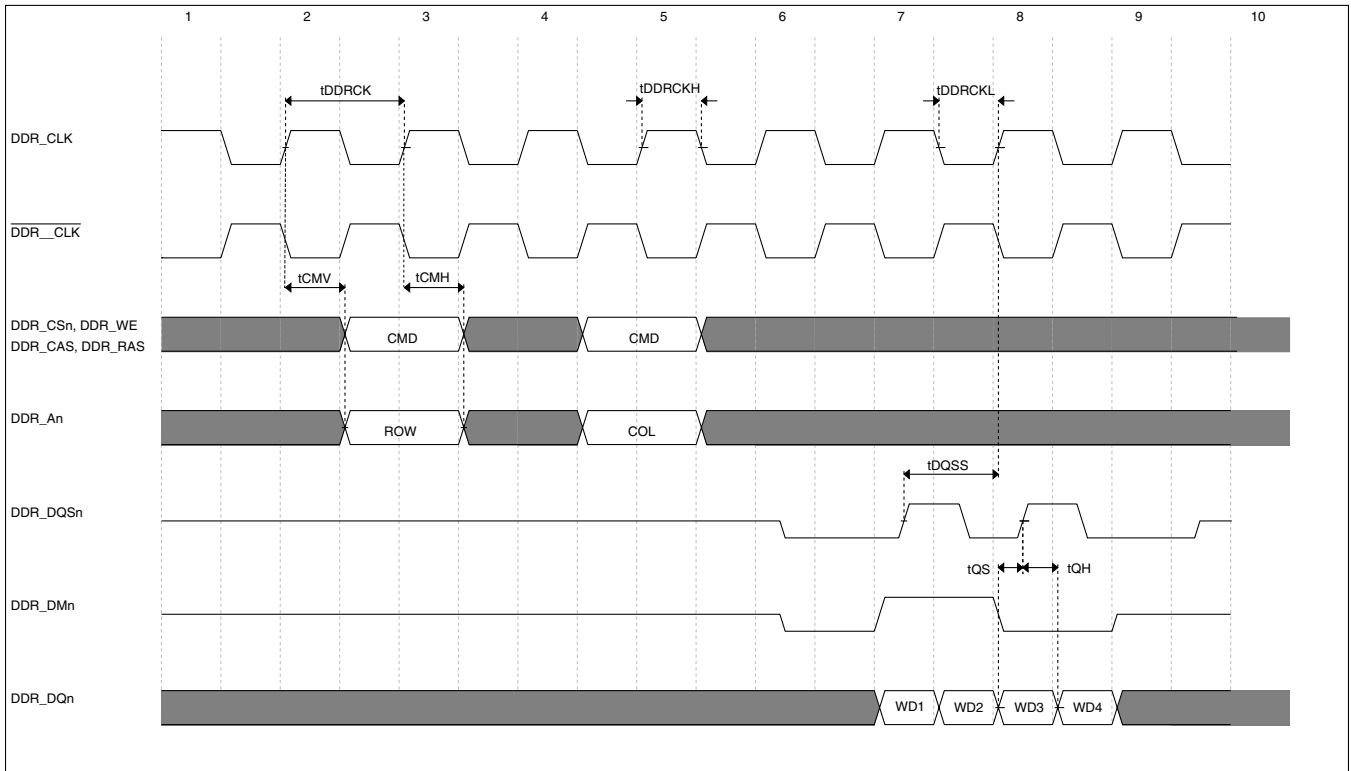 1 2 3 4 5 6 7 8 9 10
tDDRCK tDDRCKH tDDRCKL
DDR_CLK
DDR__CLK
tCMV tCMH
DDR_CSn, DDR_WE
DDR_CAS, DDR_RAS
CMD CMD
DDR_An
ROW COL
tDQSS
DDR_DQSn
tQS tQH
DDR_DMn
DDR_DQn
WD1 WD2 WD3 WD4